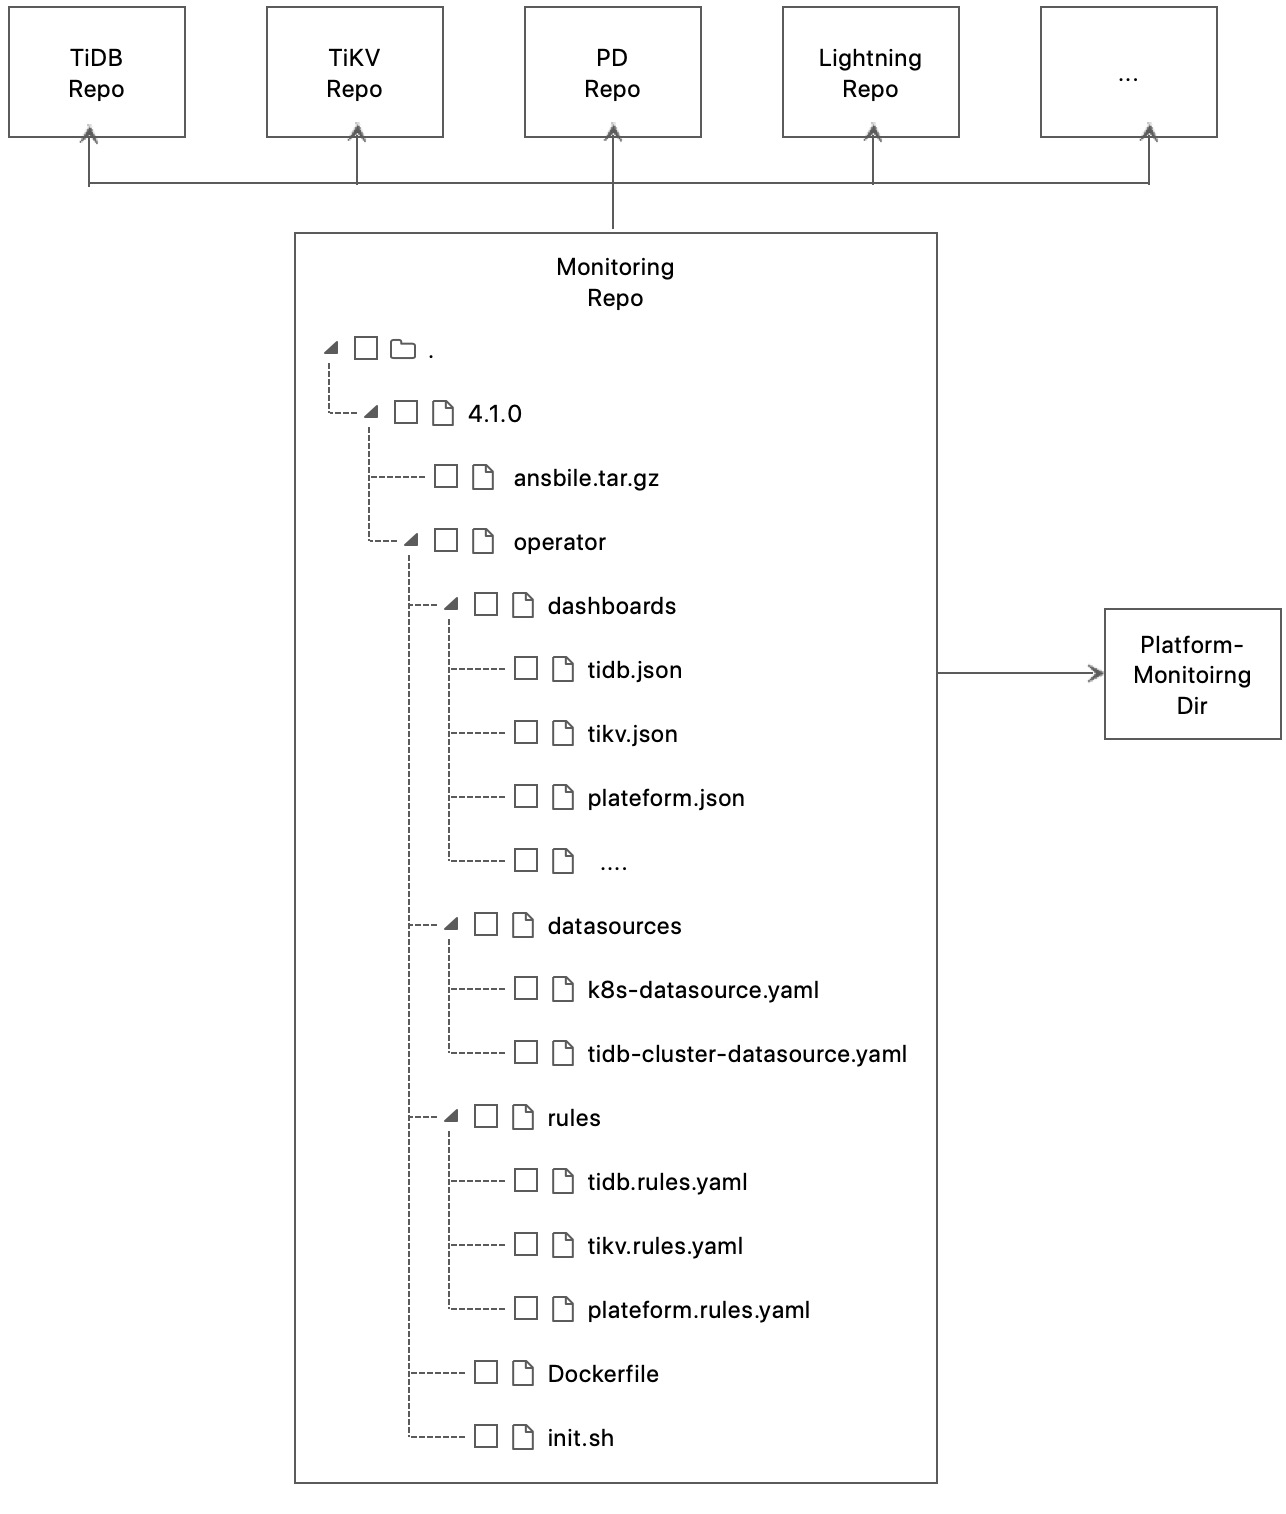 TiDB
Repo
TiKV
Repo
PD
Repo
Lightning
Repo
...
Monitoring
Repo
.
4.1.0
ansbile.tar.gz
operator
dashboards
tidb.json
tikv.json
plateform.json
....
datasources
k8s-datasource.yaml
tidb-cluster-datasource.yaml
rules
tidb.rules.yaml
tikv.rules.yaml
plateform.rules.yaml
Dockerfile
init.sh
Platform-
Monitoirng
Dir